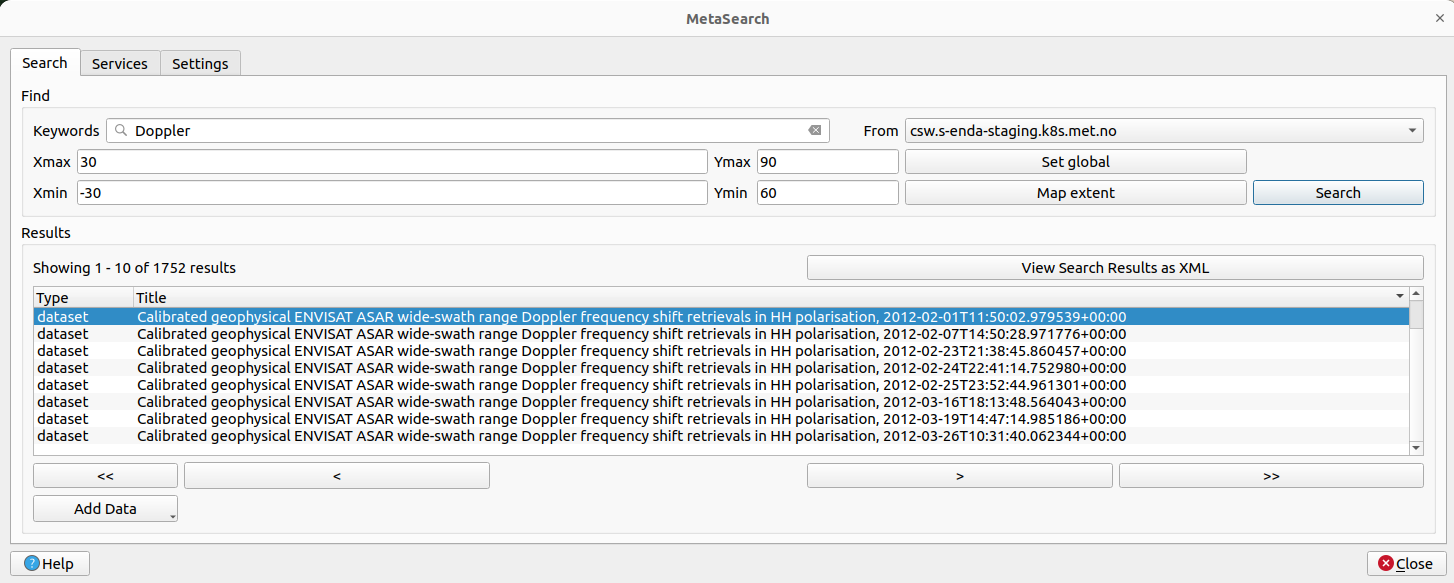 MetaSearch
Search Services Settings
Find
Keywords Doppler From csw.s-enda-staging.k8s.met.no
Xmax 30 Ymax 90 Set global
Xmin -30 Ymin 60 Map extent Search
Results
Showing 1 - 10 of 1752 results View Search Results as XML
Type Title
dataset Calibrated geophysical ENVISAT ASAR wide-swath range Doppler frequency shift retrievals in HH polarisation, 2012-02-01T11:50:02.979539+00:00
dataset Calibrated geophysical ENVISAT ASAR wide-swath range Doppler frequency shift retrievals in HH polarisation, 2012-02-07T14:50:28.971776+00:00
dataset Calibrated geophysical ENVISAT ASAR wide-swath range Doppler frequency shift retrievals in HH polarisation, 2012-02-23T21:38:45.860457+00:00
dataset Calibrated geophysical ENVISAT ASAR wide-swath range Doppler frequency shift retrievals in HH polarisation, 2012-02-24T22:41:14.752980+00:00
dataset Calibrated geophysical ENVISAT ASAR wide-swath range Doppler frequency shift retrievals in HH polarisation, 2012-02-25T23:52:44.961301+00:00
dataset Calibrated geophysical ENVISAT ASAR wide-swath range Doppler frequency shift retrievals in HH polarisation, 2012-03-16T18:13:48.564043+00:00
dataset Calibrated geophysical ENVISAT ASAR wide-swath range Doppler frequency shift retrievals in HH polarisation, 2012-03-19T14:47:14.985186+00:00
dataset Calibrated geophysical ENVISAT ASAR wide-swath range Doppler frequency shift retrievals in HH polarisation, 2012-03-26T10:31:40.062344+00:00
<< < > >>
Add Data
Help Close